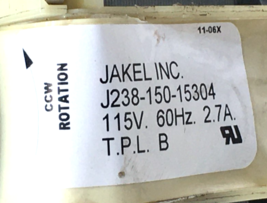 11-06X
JAKEL INC.
J238-150-15304
115V. 60Hz. 2.7A.
T.P.L. B
CCW
ROTATION